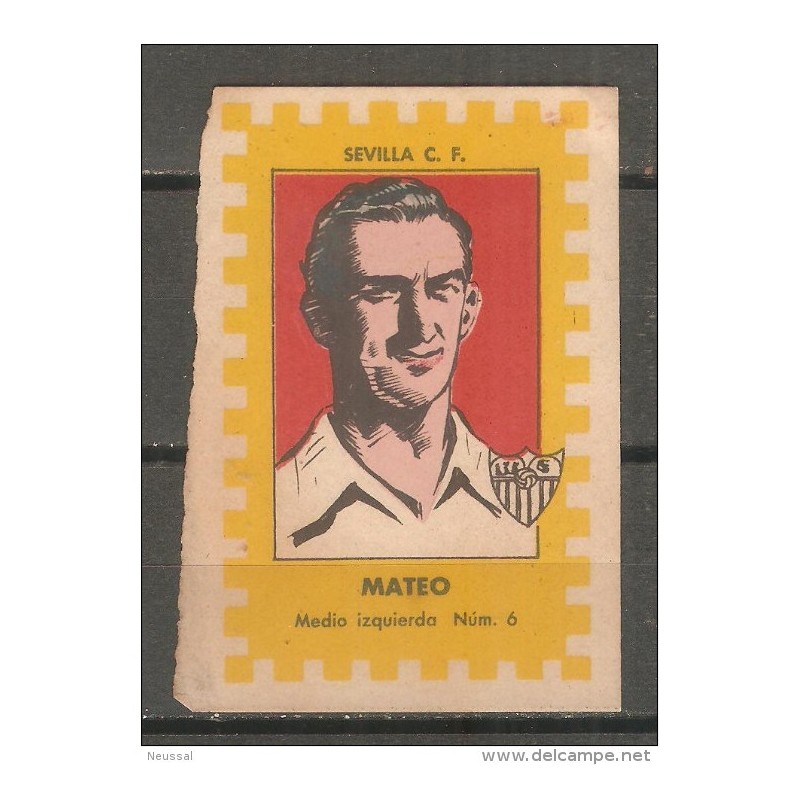 SEVILLA C. F.
MATEO
Medio izquierda Núm. 6
Neussal
www.delcampe.net